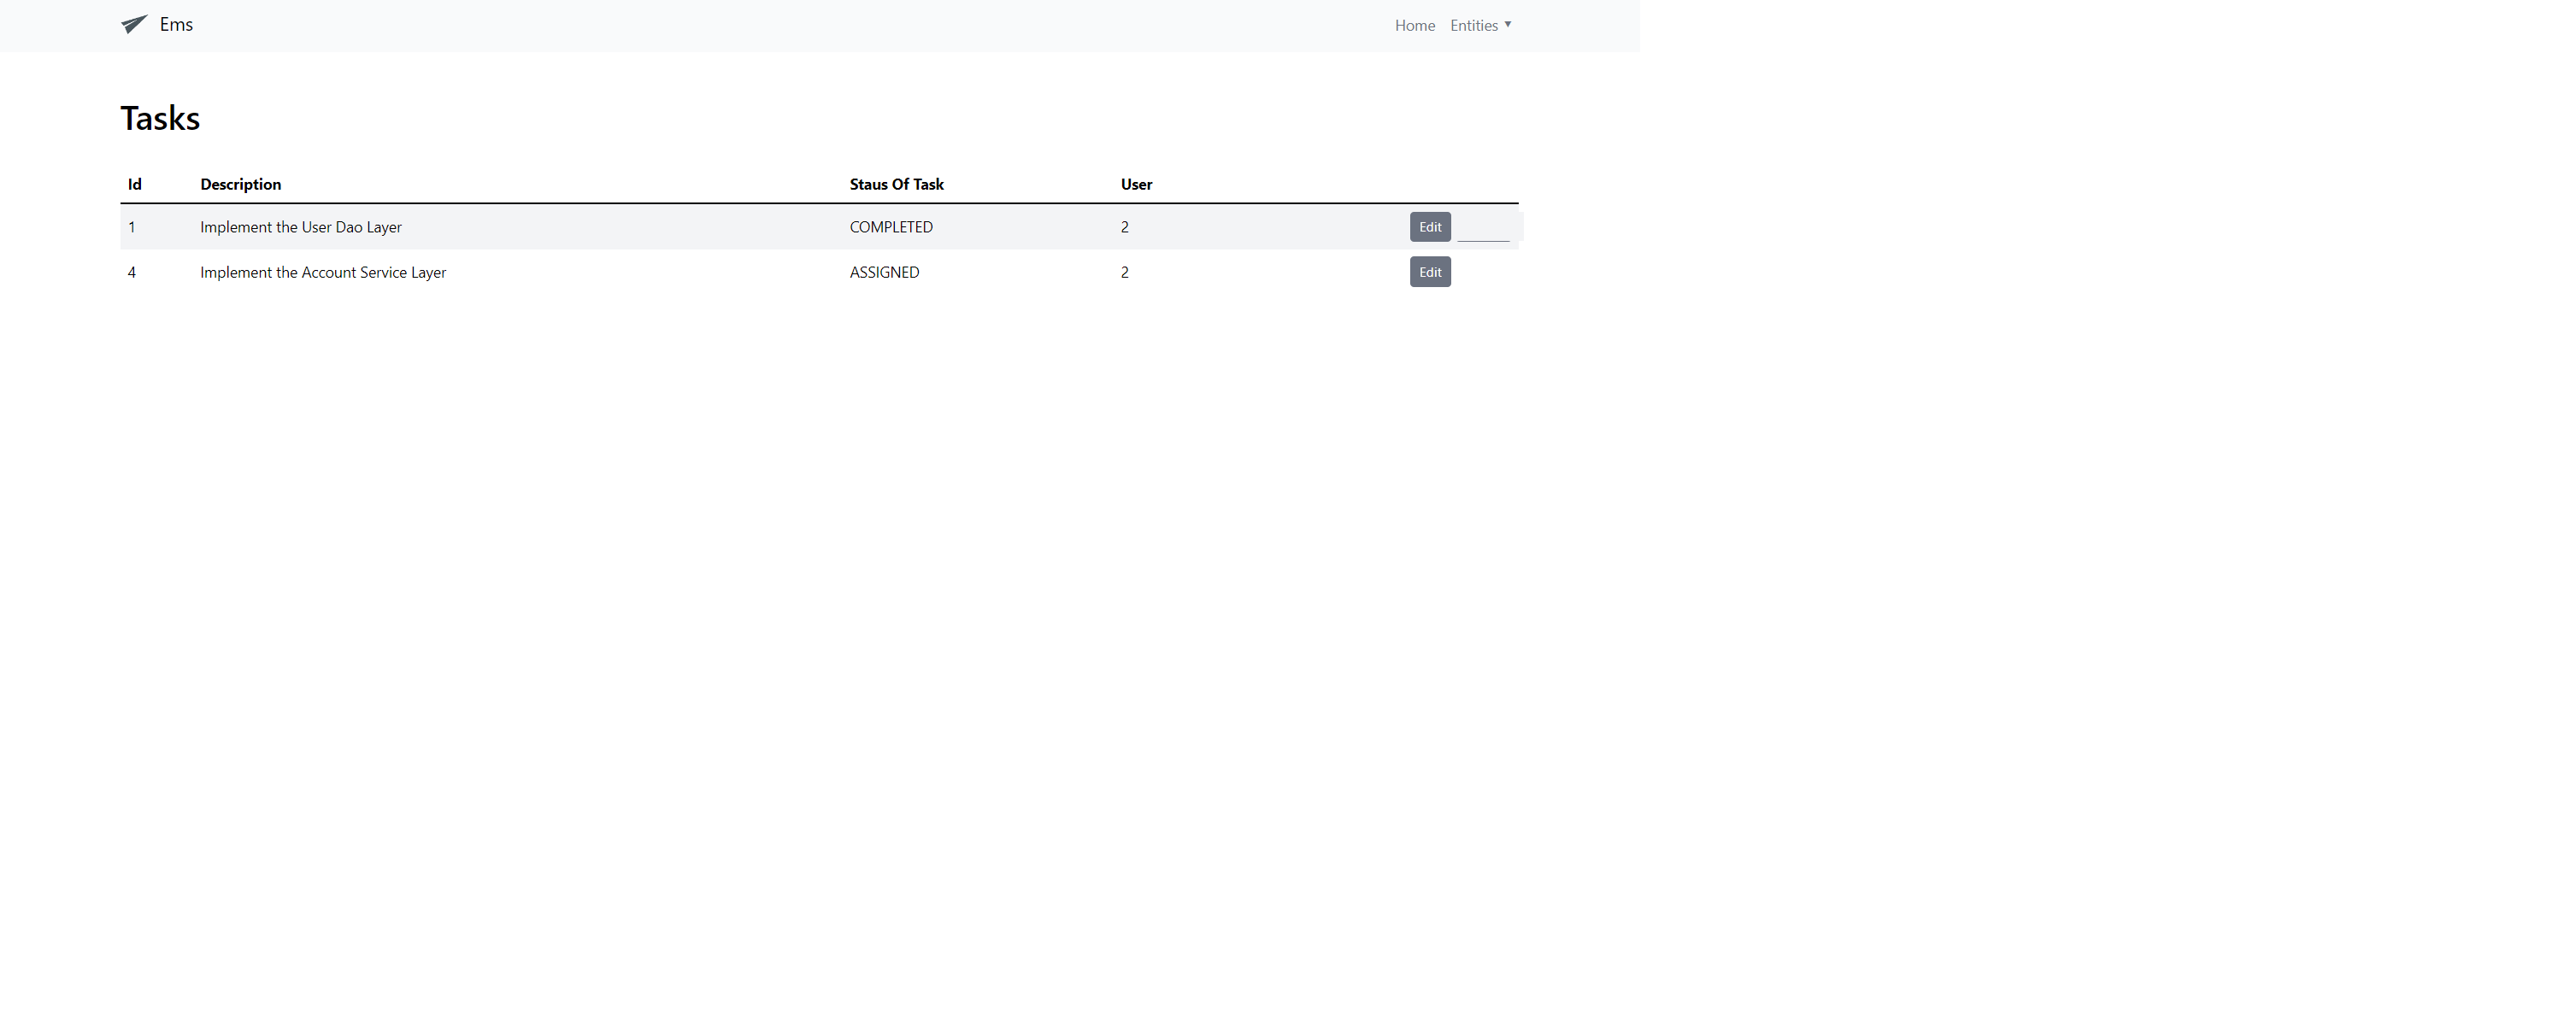 Ems Home Entities
Tasks
Id Description Staus Of Task User
1 Implement the User Dao Layer COMPLETED 2 Edit
4 Implement the Account Service Layer ASSIGNED 2 Edit